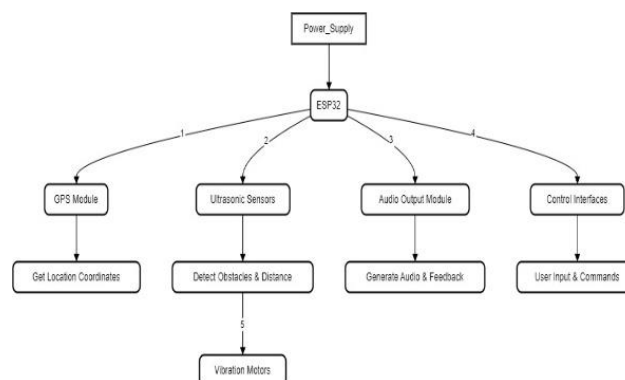 Power_Supply
ESP32
1
2
3
4
GPS Module
Ultrasonic Sensors
Audio Output Module
Control Interfaces
Get Location Coordinates
Detect Obstacles & Distance
Generate Audio & Feedback
User Input & Commands
5
Vibration Motors